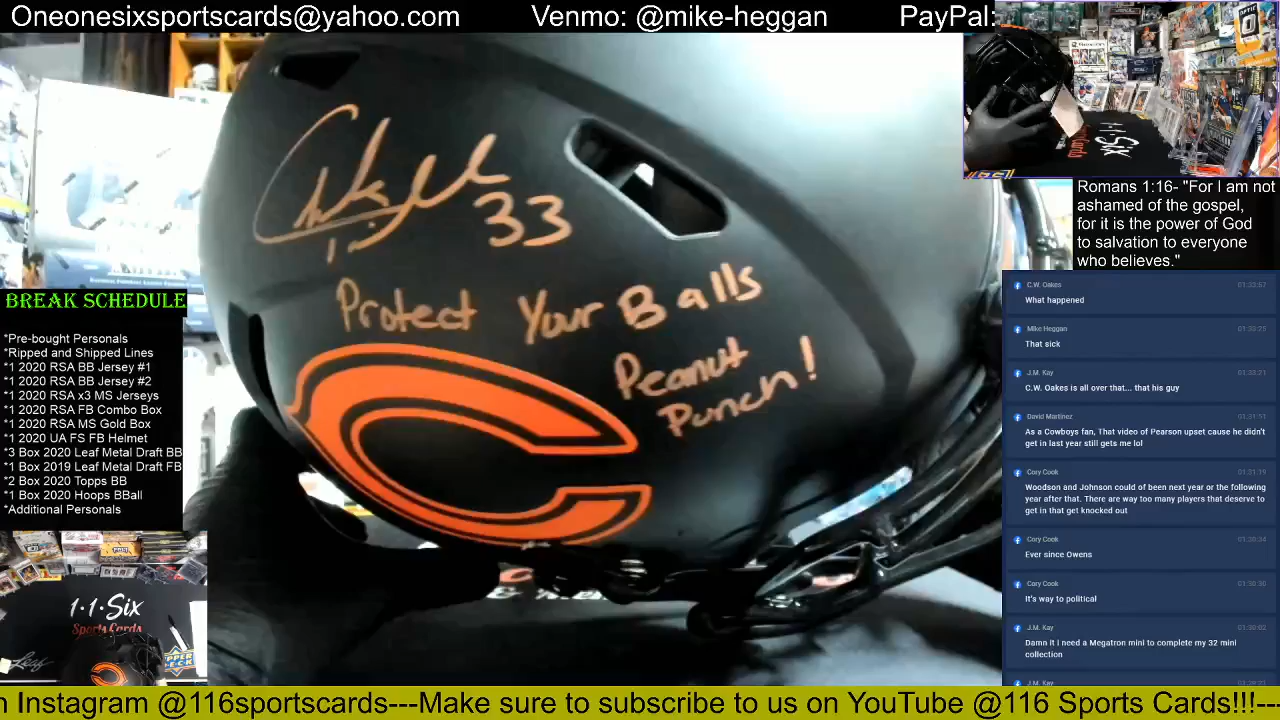 Oneonesixsportscards@yahoo.com Venmo: @mike-heggan PayPal:
33
Protect Your Balls
Peanut
Punch!
Romans 1:16- "For I am not
ashamed of the gospel,
for it is the power of God
to salvation to everyone
who believes."
BREAK SCHEDULE
*Pre-bought Personals
*Ripped and Shipped Lines
*1 2020 RSA BB Jersey #1
*1 2020 RSA BB Jersey #2
*1 2020 RSA x3 MS Jerseys
*1 2020 RSA FB Combo Box
*1 2020 RSA MS Gold Box
*1 2020 UA FS FB Helmet
*3 Box 2020 Leaf Metal Draft BB
*1 Box 2019 Leaf Metal Draft FB
*2 Box 2020 Topps BB
*1 Box 2020 Hoops BBall
*Additional Personals
1·1·Six
Sports Cards
Leaf
UPPER
DECK
C.W. Oakes
What happened
Mike Heggan
That sick
J.M. Kay
C.W. Oakes is all over that... that his guy
David Martinez
As a Cowboys fan, That video of Pearson upset cause he didn't
get in last year still gets me lol
Cory Cook
Woodson and Johnson could of been next year or the following
year after that. There are way too many players that deserve to
get in that get knocked out
Cory Cook
Ever since Owens
Cory Cook
It's way to political
J.M. Kay
Damn it I need a Megatron mini to complete my 32 mini
collection
J.M. Kay
n Instagram @116sportscards---Make sure to subscribe to us on YouTube @116 Sports Cards!!!---